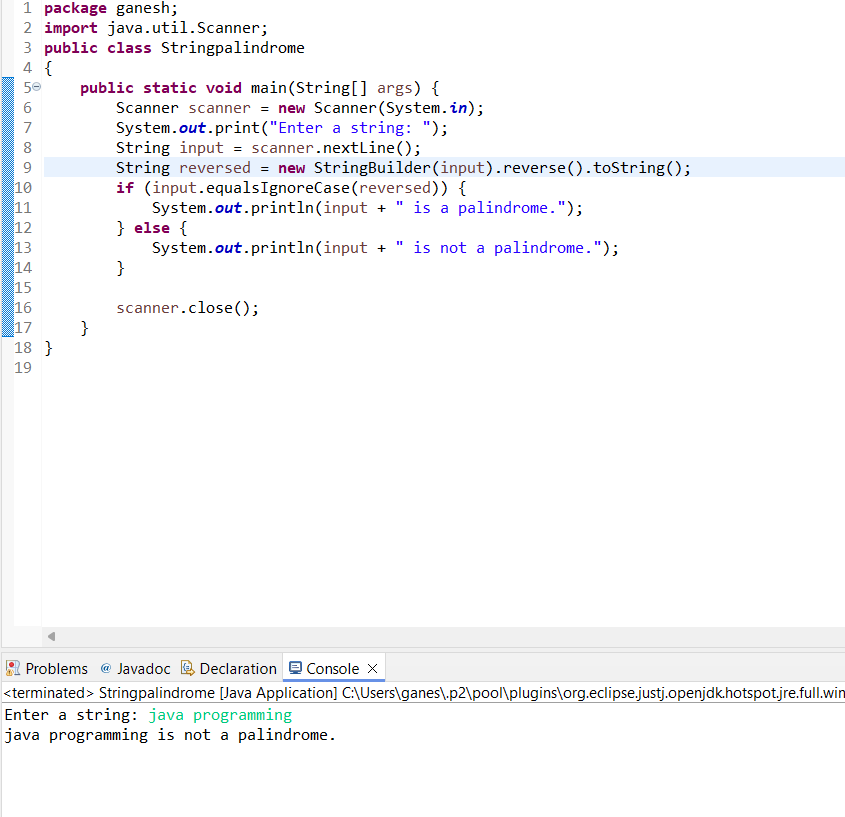 1 package ganesh;
2 import java.util.Scanner;
3 public class Stringpalindrome
4 {
5     public static void main(String[] args) {
6         Scanner scanner = new Scanner(System.in);
7         System.out.print("Enter a string: ");
8         String input = scanner.nextLine();
9         String reversed = new StringBuilder(input).reverse().toString();
10         if (input.equalsIgnoreCase(reversed)) {
11             System.out.println(input + " is a palindrome.");
12         } else {
13             System.out.println(input + " is not a palindrome.");
14         }
15
16         scanner.close();
17     }
18 }
19
Problems @ Javadoc Declaration Console
<terminated> Stringpalindrome [Java Application] C:\Users\ganes\.p2\pool\plugins\org.eclipse.justj.openjdk.hotspot.jre.full.win
Enter a string: java programming
java programming is not a palindrome.